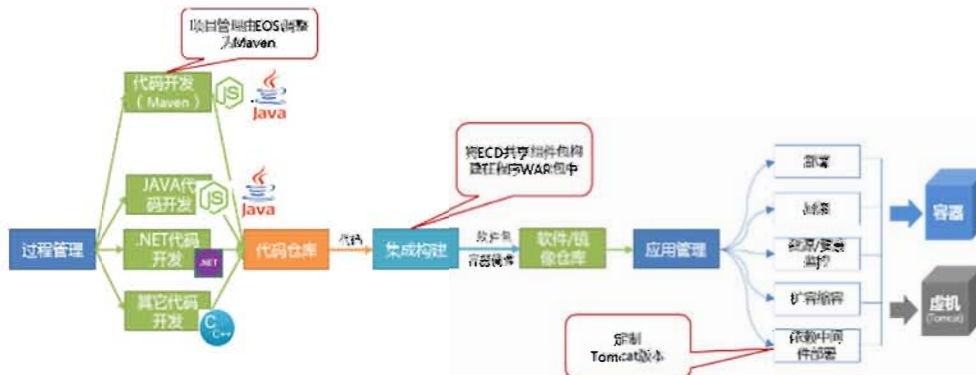 项目管理由EOS调整
为Maven
代码开发
（Maven）
JS
Java
将ECD共享组件包构
建在程序WAR包中
JAVA代
码开发
JS
Java
部署
容器
过程管理
.NET代码
开发
.NET
代码仓库
代码
集成构建
软件包
容器镜像
软件/镜
像仓库
应用管理
监控
扩容缩容
虚机
(Tomcat)
其它代码
开发
C
C++
定制
Tomcat版本
依赖中间
件部署